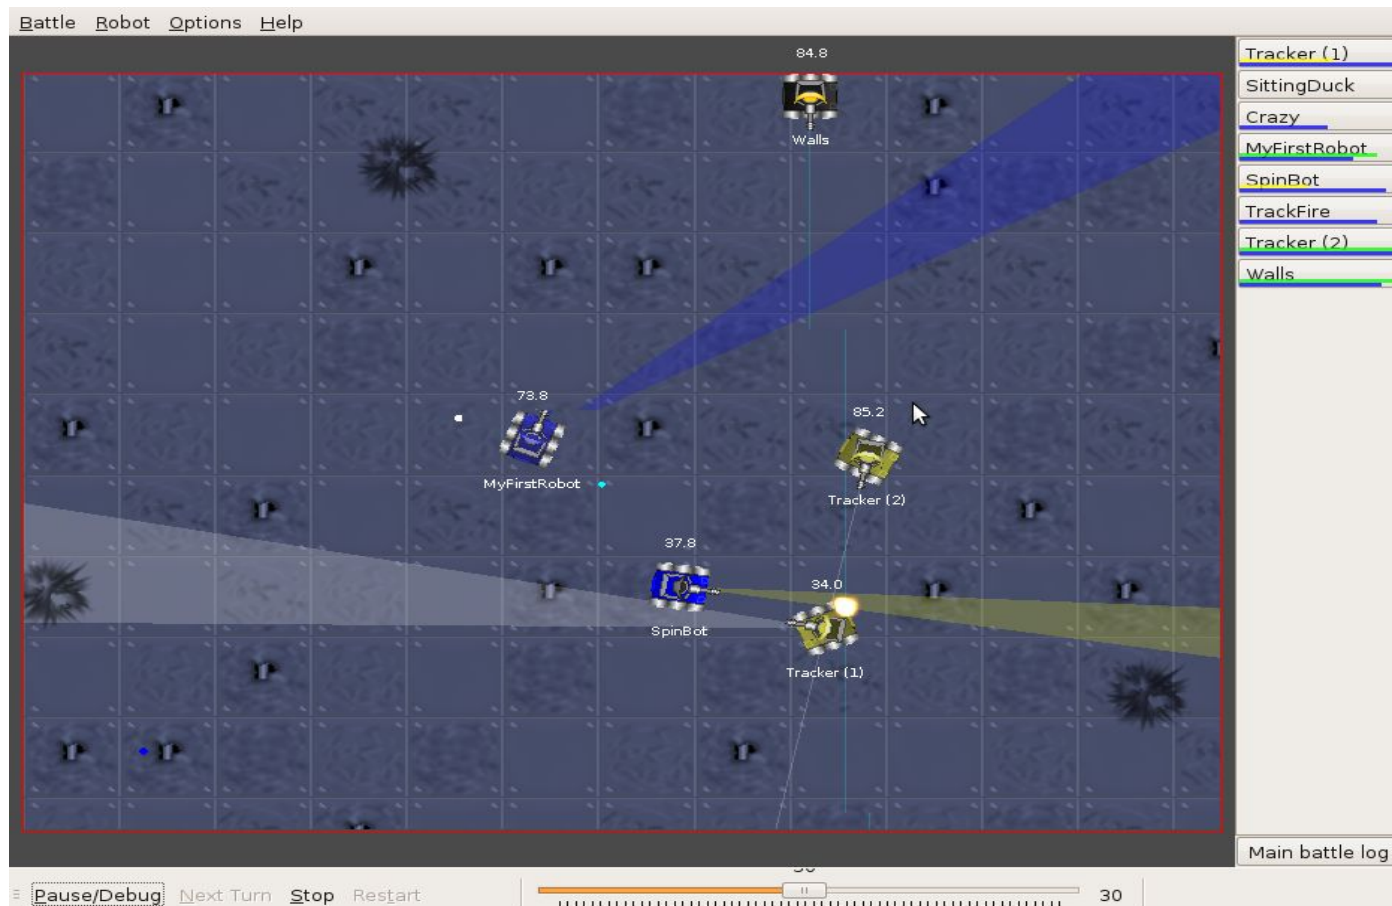 Battle Robot Options Help
84.8
Walls
73.8
MyFirstRobot
85.2
Tracker (2)
37.8
SpinBot
34.0
Tracker (1)
Tracker (1)
SittingDuck
Crazy
MyFirstRobot
SpinBot
TrackFire
Tracker (2)
Walls
Main battle log
Pause/Debug Next Turn Stop Restart
30